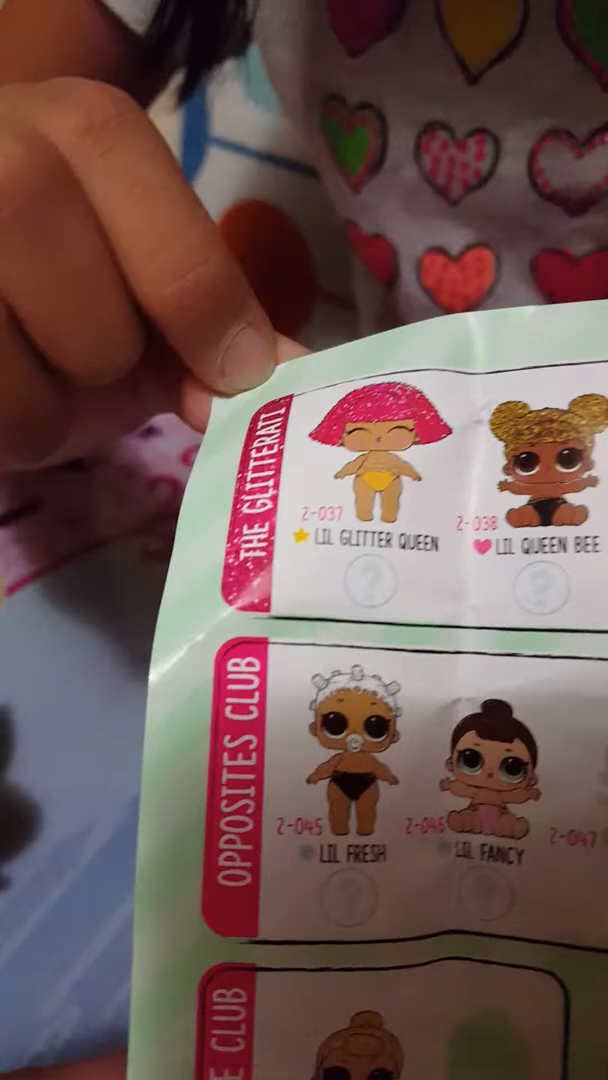 THE GLITTERATI
2-037
LIL GLITTER QUEEN
2-038
LIL QUEEN BEE
OPPOSITES CLUB
2-045
LIL FRESH
2-046
LIL FANCY
2-047
E CLUB